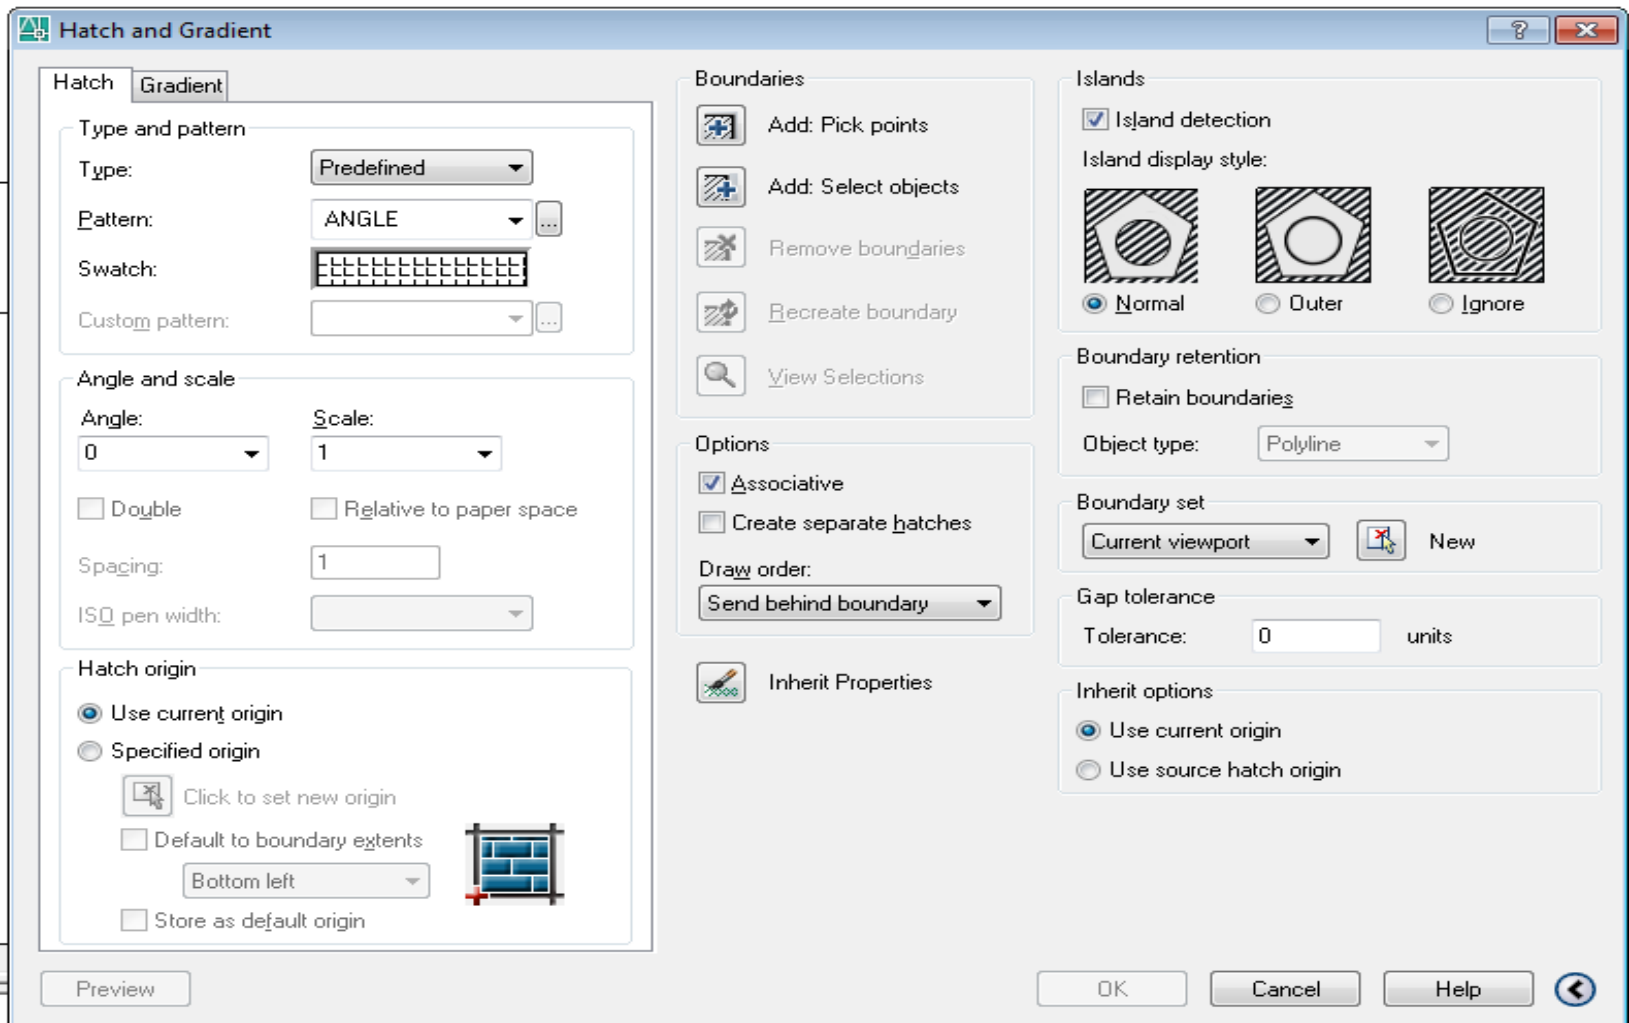 Hatch and Gradient
Hatch
Gradient
Type and pattern
Type:
Predefined
Pattern:
ANGLE
...
Swatch:
Custom pattern:
...
Angle and scale
Angle:
Scale:
0
1
Double
Relative to paper space
Spacing:
1
ISO pen width:
Hatch origin
Use current origin
Specified origin
Click to set new origin
Default to boundary extents
Bottom left
Store as default origin
Preview
Boundaries
Add: Pick points
Add: Select objects
Remove boundaries
Recreate boundary
View Selections
Options
Associative
Create separate hatches
Draw order:
Send behind boundary
Inherit Properties
Islands
Island detection
Island display style:
Normal
Outer
Ignore
Boundary retention
Retain boundaries
Object type:
Polyline
Boundary set
Current viewport
New
Gap tolerance
Tolerance:
0
units
Inherit options
Use current origin
Use source hatch origin
OK
Cancel
Help